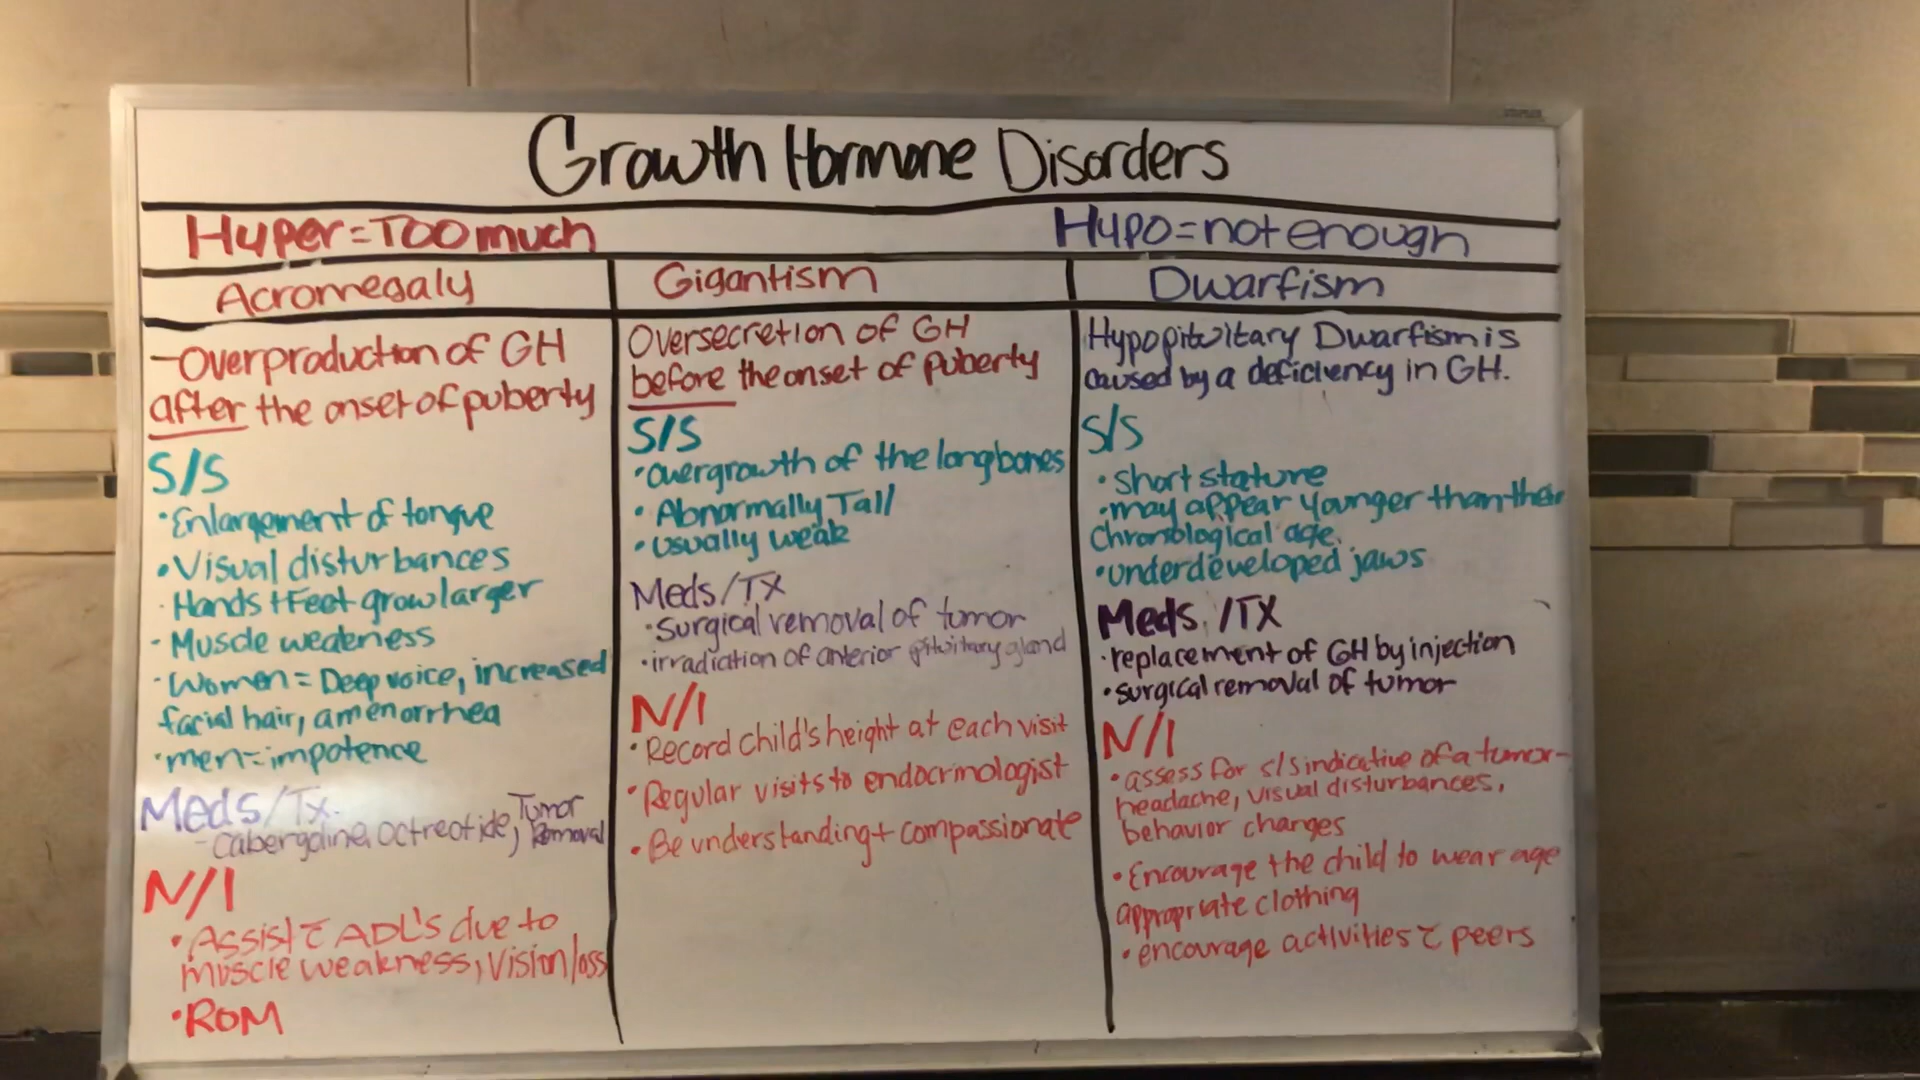 Growth Hormone Disorders
Hyper=Too much
Hypo=not enough
Acromegaly
Gigantism
Dwarfism
-Overproduction of GH
after the onset of puberty
S/S
•Enlargement of tongue
•Visual disturbances
•Hands + Feet grow larger
•Muscle weakness
•Women = Deep voice, increased
facial hair, amenorrhea
•men=impotence
Meds/Tx.
-Cabergoline, octreotide, Tumor
Removal
N/I
•Assist c̄ ADL's due to
muscle weakness, vision loss
•ROM
Oversecretion of GH
before the onset of puberty
S/S
•overgrowth of the long bones
•Abnormally Tall
•usually weak
Meds/TX
•surgical removal of tumor
•irradiation of anterior pituitary gland
N/I
•Record child's height at each visit
•Regular visits to endocrinologist
•Be understanding + compassionate
Hypopituitary Dwarfism is
caused by a deficiency in GH.
S/S
•short stature
•may appear younger than their
chronological age.
•underdeveloped jaws
Meds./TX
•replacement of GH by injection
•surgical removal of tumor
N/I
•assess for s/s indicative of a tumor-
headache, visual disturbances,
behavior changes
•Encourage the child to wear age
appropriate clothing
•encourage activities c̄ peers